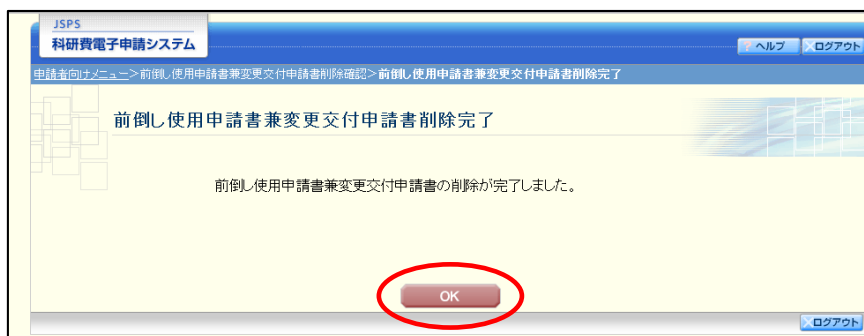 JSPS
科研費電子申請システム
? ヘルプ
×ログアウト
申請者向けメニュー>前倒し使用申請書兼変更交付申請書削除確認>前倒し使用申請書兼変更交付申請書削除完了
前倒し使用申請書兼変更交付申請書削除完了
前倒し使用申請書兼変更交付申請書の削除が完了しました。
OK
×ログアウト